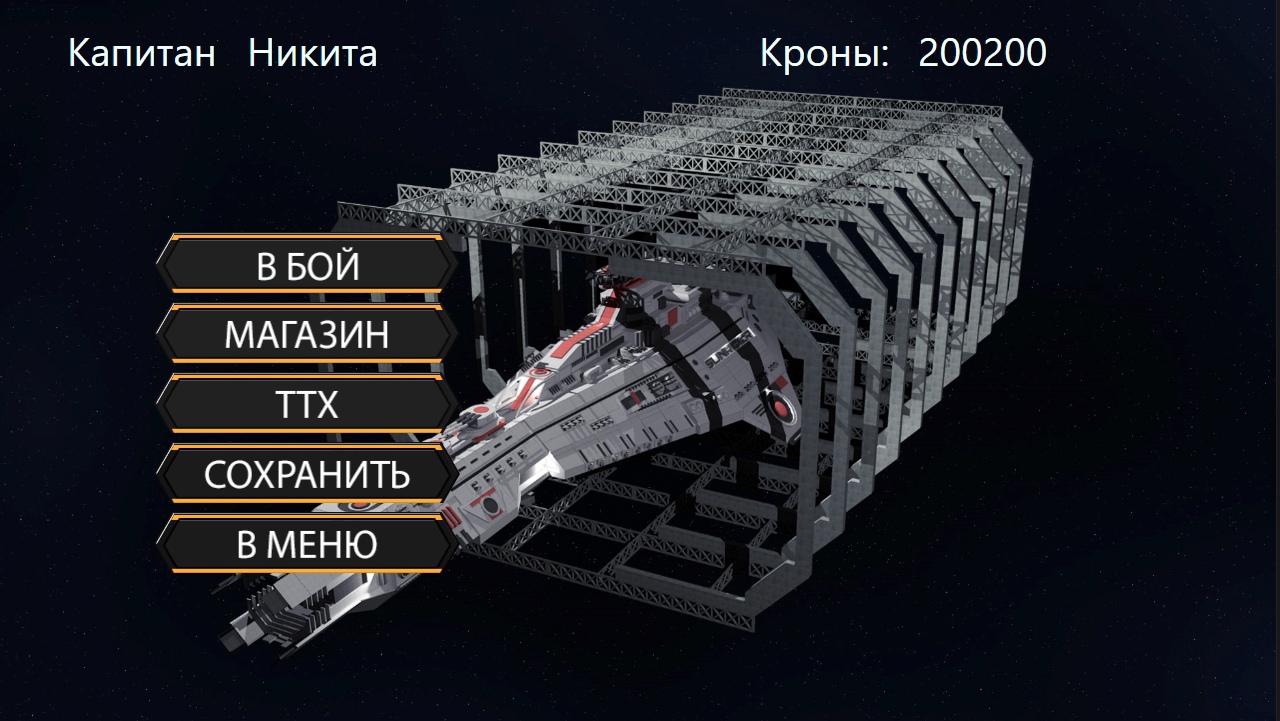 Капитан Никита
Кроны: 200200
В БОЙ
МАГАЗИН
ТТХ
СОХРАНИТЬ
В МЕНЮ